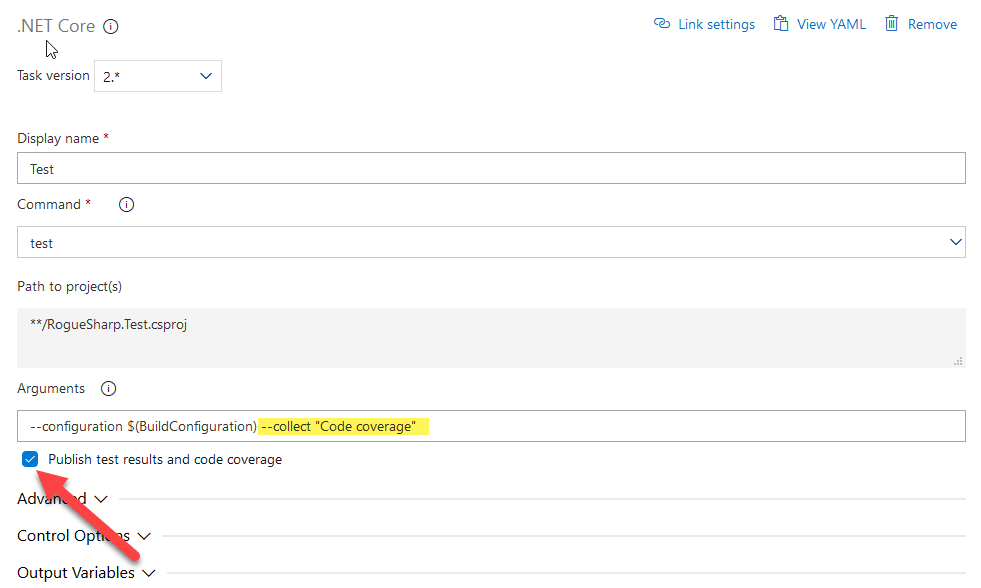 .NET Core
Link settings
View YAML
Remove
Task version 2.*
Display name *
Test
Command *
test
Path to project(s)
**/RogueSharp.Test.csproj
Arguments
--configuration $(BuildConfiguration) --collect "Code coverage"
Publish test results and code coverage
Advanced
Control Options
Output Variables